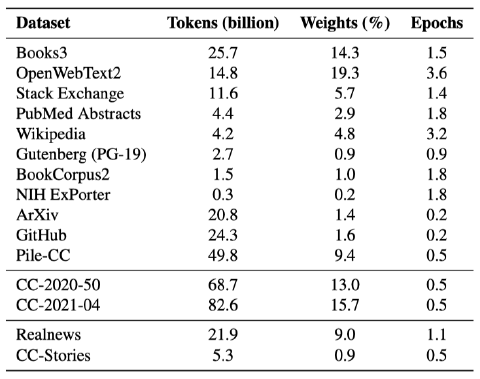 Dataset Tokens (billion) Weights (%) Epochs
Books3 25.7 14.3 1.5
OpenWebText2 14.8 19.3 3.6
Stack Exchange 11.6 5.7 1.4
PubMed Abstracts 4.4 2.9 1.8
Wikipedia 4.2 4.8 3.2
Gutenberg (PG-19) 2.7 0.9 0.9
BookCorpus2 1.5 1.0 1.8
NIH ExPorter 0.3 0.2 1.8
ArXiv 20.8 1.4 0.2
GitHub 24.3 1.6 0.2
Pile-CC 49.8 9.4 0.5
CC-2020-50 68.7 13.0 0.5
CC-2021-04 82.6 15.7 0.5
Realnews 21.9 9.0 1.1
CC-Stories 5.3 0.9 0.5